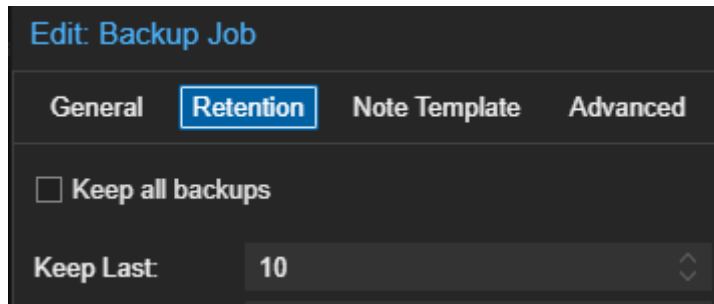 Edit: Backup Job
General Retention Note Template Advanced
Keep all backups
Keep Last: 10